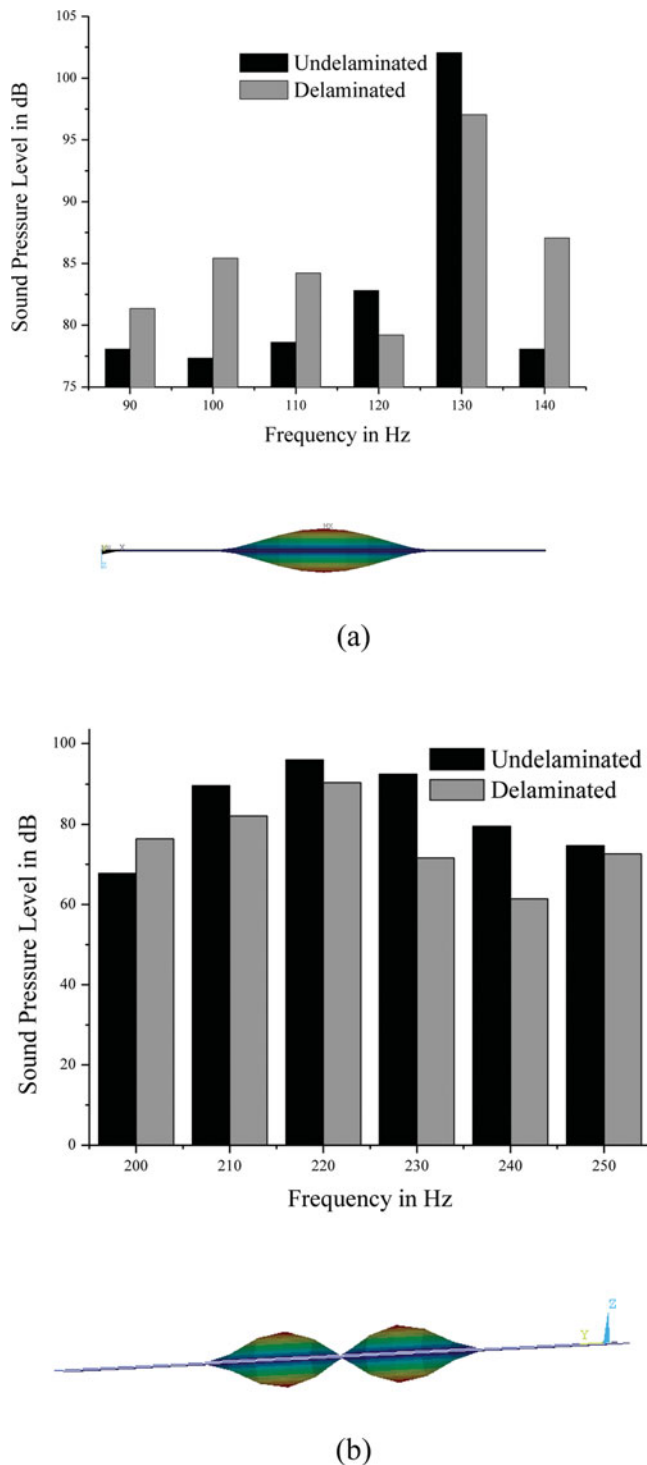 105
100
95
90
85
80
75
Sound Pressure Level in dB
Undelaminated
Delaminated
90 100 110 120 130 140
Frequency in Hz
MX
Y
(a)
100
80
60
40
20
0
Sound Pressure Level in dB
Undelaminated
Delaminated
200 210 220 230 240 250
Frequency in Hz
Z
Y
(b)